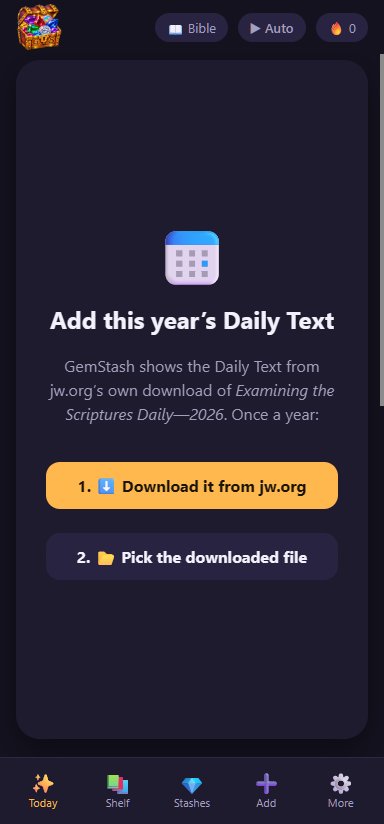 Bible
Auto
0
Add this year’s Daily Text
GemStash shows the Daily Text from
jw.org’s own download of Examining the
Scriptures Daily—2026. Once a year:
1. Download it from jw.org
2. Pick the downloaded file
Today
Shelf
Stashes
Add
More